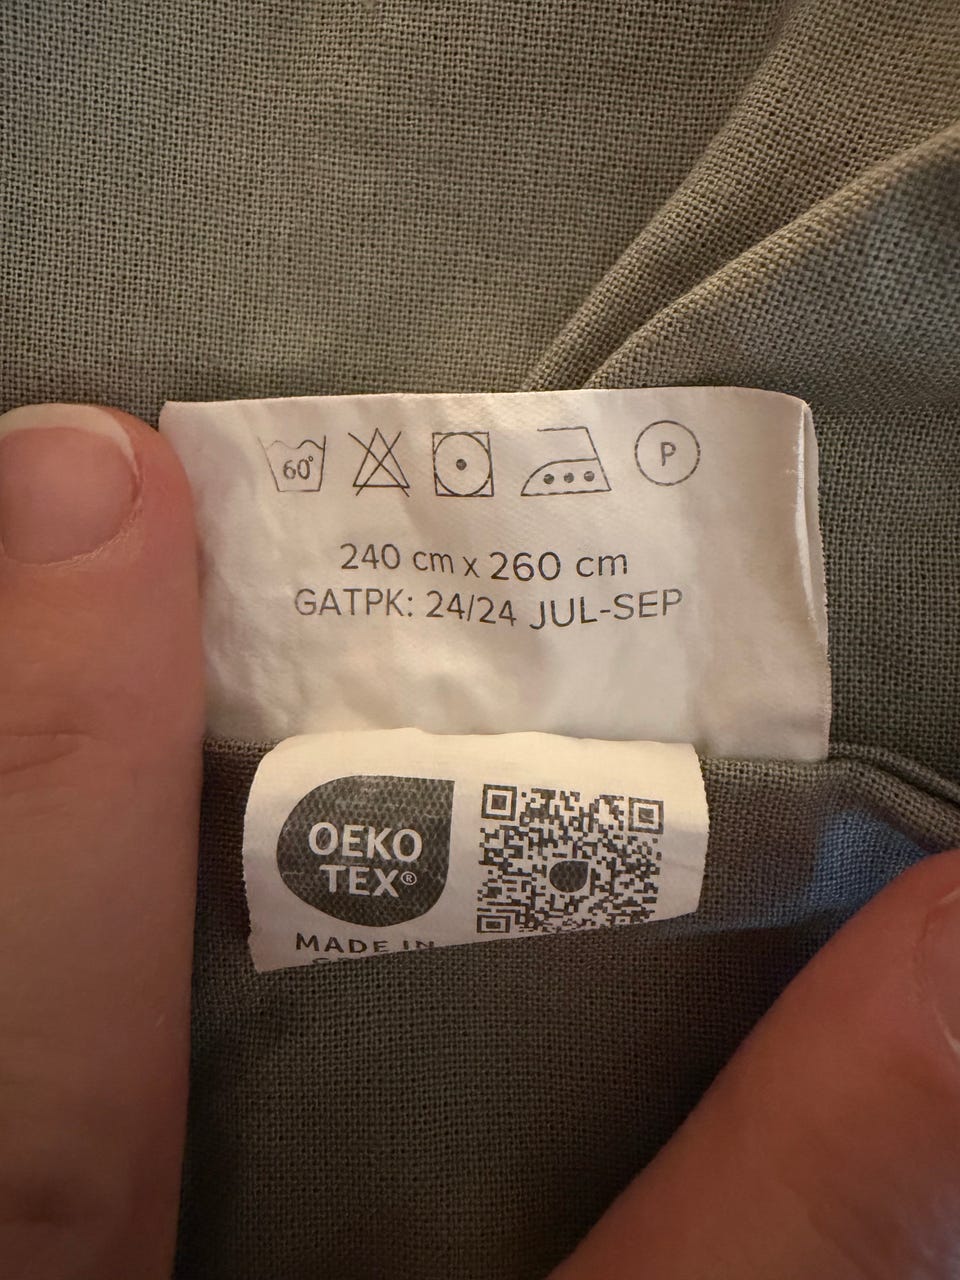 60°
P
240 cm x 260 cm
GATPK: 24/24 JUL-SEP
OEKO
TEX®
MADE IN